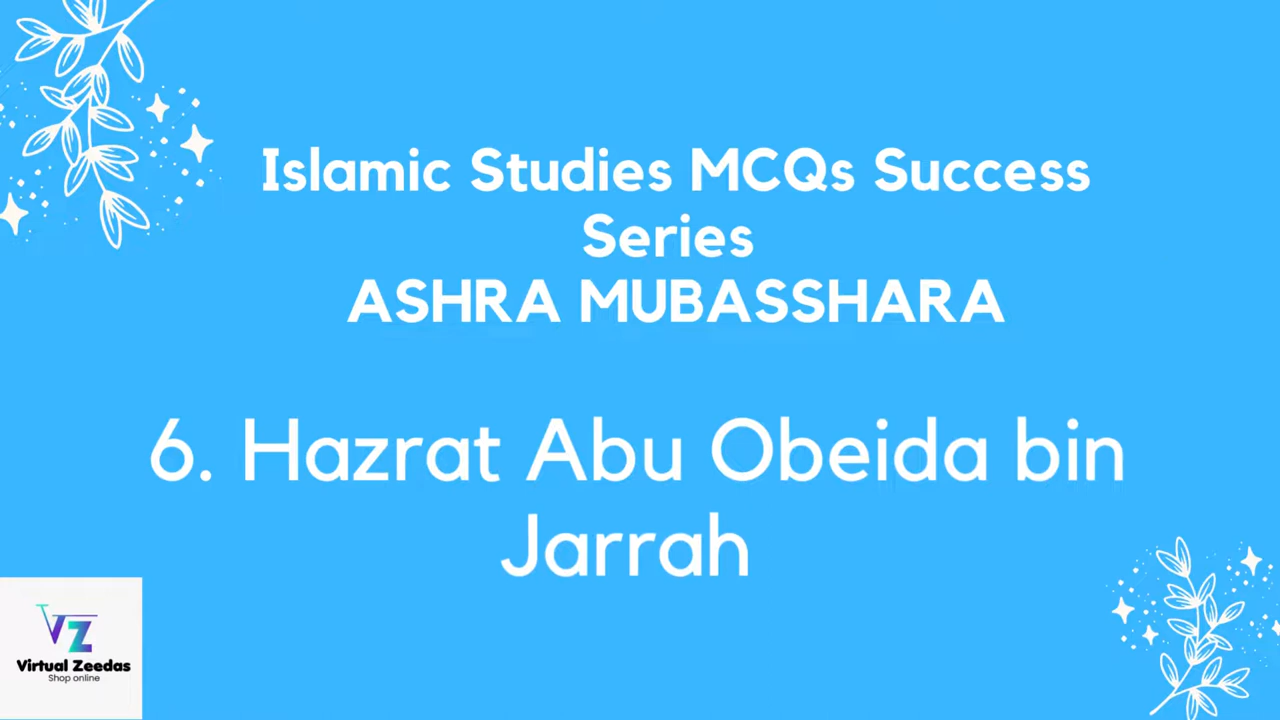 Islamic Studies MCQs Success
Series
ASHRA MUBASSHARA
6. Hazrat Abu Obeida bin
Jarrah
VZ
Virtual Zeedas
Shop online